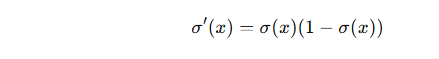 σ′(x) = σ(x)(1 − σ(x))